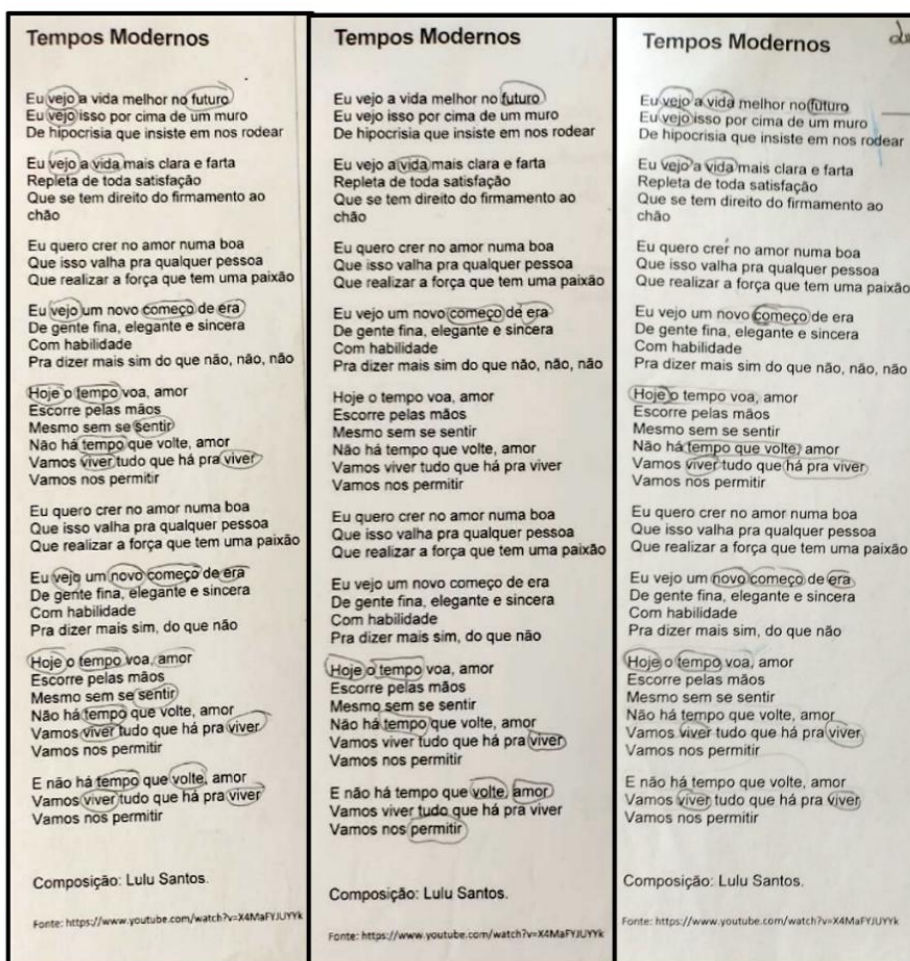 Tempos Modernos
Eu vejo a vida melhor no futuro
Eu vejo isso por cima de um muro
De hipocrisia que insiste em nos rodear
Eu vejo a vida mais clara e farta
Repleta de toda satisfação
Que se tem direito do firmamento ao
chão
Eu quero crer no amor numa boa
Que isso valha pra qualquer pessoa
Que realizar a força que tem uma paixão
Eu vejo um novo começo de era
De gente fina, elegante e sincera
Com habilidade
Pra dizer mais sim do que não, não, não
Hoje o tempo voa, amor
Escorre pelas mãos
Mesmo sem se sentir
Não há tempo que volte, amor
Vamos viver tudo que há pra viver
Vamos nos permitir
Eu quero crer no amor numa boa
Que isso valha pra qualquer pessoa
Que realizar a força que tem uma paixão
Eu vejo um novo começo de era
De gente fina, elegante e sincera
Com habilidade
Pra dizer mais sim, do que não
Hoje o tempo voa, amor
Escorre pelas mãos
Mesmo sem se sentir
Não há tempo que volte, amor
Vamos viver tudo que há pra viver
Vamos nos permitir
E não há tempo que volte, amor
Vamos viver tudo que há pra viver
Vamos nos permitir
Composição: Lulu Santos.
Fonte: https://www.youtube.com/watch?v=X4MaFYJUYYk
Tempos Modernos
Eu vejo a vida melhor no futuro
Eu vejo isso por cima de um muro
De hipocrisia que insiste em nos rodear
Eu vejo a vida mais clara e farta
Repleta de toda satisfação
Que se tem direito do firmamento ao
chão
Eu quero crer no amor numa boa
Que isso valha pra qualquer pessoa
Que realizar a força que tem uma paixão
Eu vejo um novo começo de era
De gente fina, elegante e sincera
Com habilidade
Pra dizer mais sim do que não, não, não
Hoje o tempo voa, amor
Escorre pelas mãos
Mesmo sem se sentir
Não há tempo que volte, amor
Vamos viver tudo que há pra viver
Vamos nos permitir
Eu quero crer no amor numa boa
Que isso valha pra qualquer pessoa
Que realizar a força que tem uma paixão
Eu vejo um novo começo de era
De gente fina, elegante e sincera
Com habilidade
Pra dizer mais sim, do que não
Hoje o tempo voa, amor
Escorre pelas mãos
Mesmo sem se sentir
Não há tempo que volte, amor
Vamos viver tudo que há pra viver
Vamos nos permitir
E não há tempo que volte, amor
Vamos viver tudo que há pra viver
Vamos nos permitir
Composição: Lulu Santos.
Fonte: https://www.youtube.com/watch?v=X4MaFYJUYYk
Tempos Modernos
Eu vejo a vida melhor no futuro
Eu vejo isso por cima de um muro
De hipocrisia que insiste em nos rodear
Eu vejo a vida mais clara e farta
Repleta de toda satisfação
Que se tem direito do firmamento ao
chão
Eu quero crer no amor numa boa
Que isso valha pra qualquer pessoa
Que realizar a força que tem uma paixão
Eu vejo um novo começo de era
De gente fina, elegante e sincera
Com habilidade
Pra dizer mais sim do que não, não, não
Hoje o tempo voa, amor
Escorre pelas mãos
Mesmo sem se sentir
Não há tempo que volte, amor
Vamos viver tudo que há pra viver
Vamos nos permitir
Eu quero crer no amor numa boa
Que isso valha pra qualquer pessoa
Que realizar a força que tem uma paixão
Eu vejo um novo começo de era
De gente fina, elegante e sincera
Com habilidade
Pra dizer mais sim, do que não
Hoje o tempo voa, amor
Escorre pelas mãos
Mesmo sem se sentir
Não há tempo que volte, amor
Vamos viver tudo que há pra viver
Vamos nos permitir
E não há tempo que volte, amor
Vamos viver tudo que há pra viver
Vamos nos permitir
Composição: Lulu Santos.
Fonte: https://www.youtube.com/watch?v=X4MaFYJUYYk